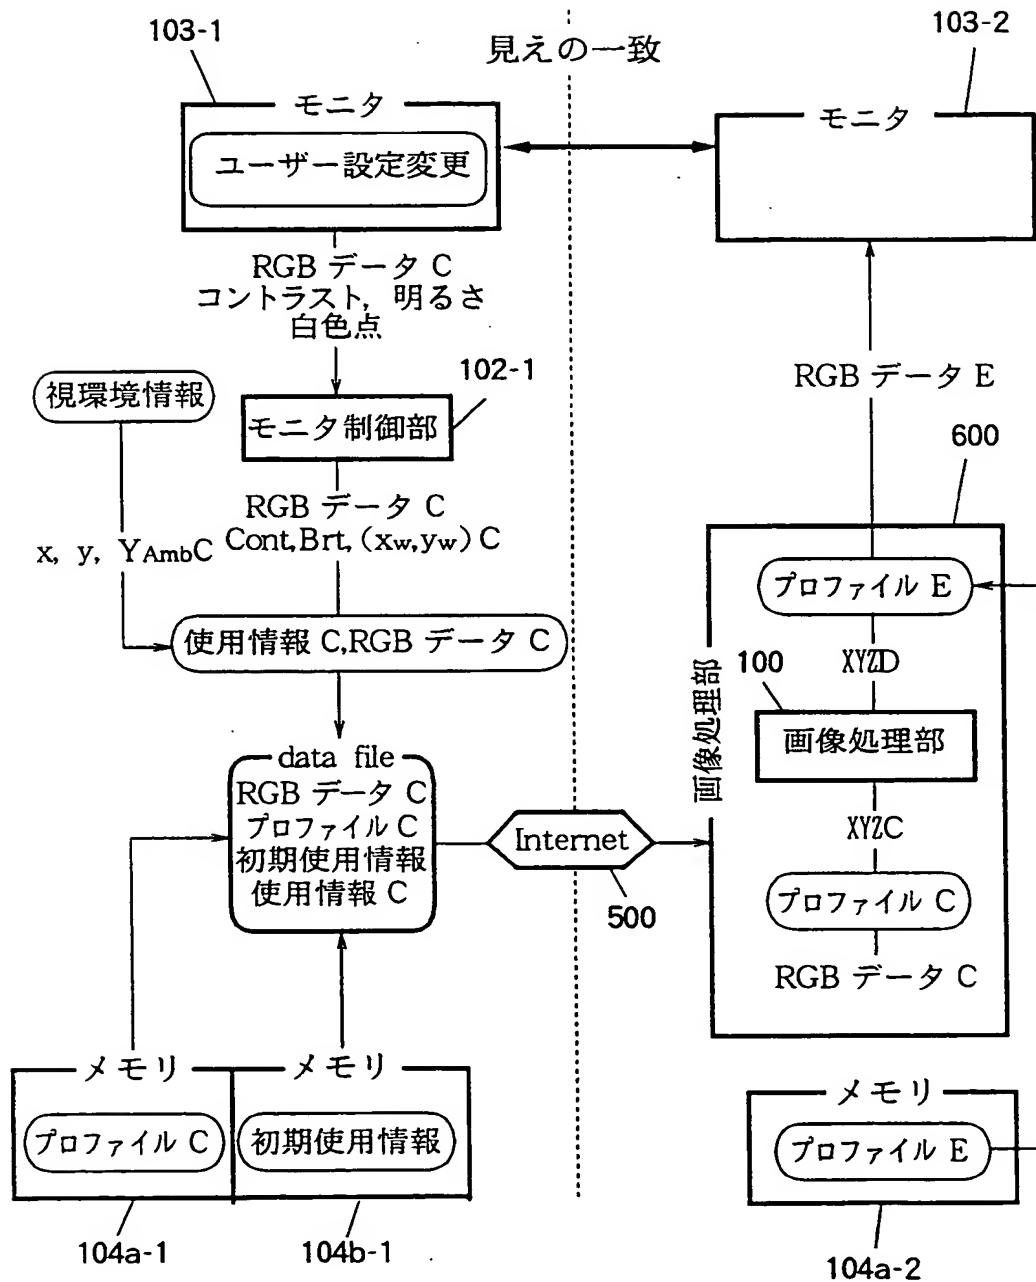 103-1
見えの一致
103-2
モニタ
ユーザー設定変更
モニタ
RGB データ C
コントラスト, 明るさ
白色点
102-1
視環境情報
モニタ制御部
RGB データ C
Cont,Brt, (xw,yw) C
x, y, YAmbC
使用情報 C,RGB データ C
data file
RGB データ C
プロファイル C
初期使用情報
使用情報 C
Internet
500
メモリ
プロファイル C
104a-1
メモリ
初期使用情報
104b-1
RGB データ E
600
画像処理部
プロファイル E
XYZD
100
画像処理部
XYZC
プロファイル C
RGB データ C
メモリ
プロファイル E
104a-2